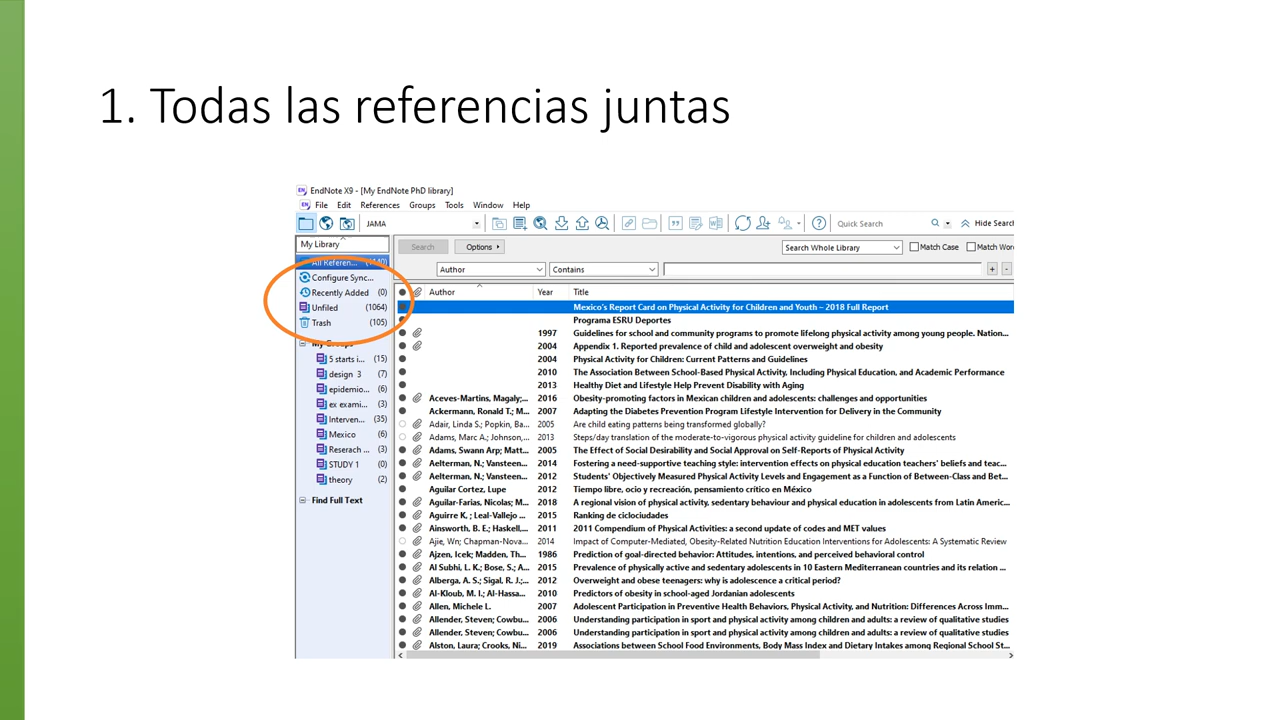 1. Todas las referencias juntas
EndNote X9 - [My EndNote PhD library]
File Edit References Groups Tools Window Help
JAMA
Quick Search
Hide Search
My Library
Search
Options
Search Whole Library
Match Case
Match Wor
All Referen... (1140)
Author
Contains
+
-
Configure Sync...
Recently Added (0)
Unfiled (1064)
Trash (105)
My Groups
5 starts i... (15)
design 3 (7)
epidemio... (6)
ex exami... (3)
Interven... (35)
Mexico (6)
Reserach ... (3)
STUDY 1 (0)
theory (2)
Find Full Text
Author Year Title
Mexico's Report Card on Physical Activity for Children and Youth – 2018 Full Report
Programa ESRU Deportes
1997 Guidelines for school and community programs to promote lifelong physical activity among young people. Nation...
2004 Appendix 1. Reported prevalence of child and adolescent overweight and obesity
2004 Physical Activity for Children: Current Patterns and Guidelines
2010 The Association Between School-Based Physical Activity, Including Physical Education, and Academic Performance
2013 Healthy Diet and Lifestyle Help Prevent Disability with Aging
Aceves-Martins, Magaly;... 2016 Obesity-promoting factors in Mexican children and adolescents: challenges and opportunities
Ackermann, Ronald T.; M... 2007 Adapting the Diabetes Prevention Program Lifestyle Intervention for Delivery in the Community
Adair, Linda S.; Popkin, Ba... 2005 Are child eating patterns being transformed globally?
Adams, Marc A.; Johnson,... 2013 Steps/day translation of the moderate-to-vigorous physical activity guideline for children and adolescents
Adams, Swann Arp; Matt... 2005 The Effect of Social Desirability and Social Approval on Self-Reports of Physical Activity
Aelterman, N.; Vansteen... 2014 Fostering a need-supportive teaching style: intervention effects on physical education teachers' beliefs and teac...
Aelterman, N.; Vansteen... 2012 Students' Objectively Measured Physical Activity Levels and Engagement as a Function of Between-Class and Bet...
Aguilar Cortez, Lupe 2012 Tiempo libre, ocio y recreación, pensamiento crítico en México
Aguilar-Farias, Nicolas; M... 2018 A regional vision of physical activity, sedentary behaviour and physical education in adolescents from Latin Americ...
Aguirre K, ; Leal-Vallejo ... 2015 Ranking de ciclociudades
Ainsworth, B. E.; Haskell,... 2011 2011 Compendium of Physical Activities: a second update of codes and MET values
Ajie, Wn; Chapman-Nova... 2014 Impact of Computer-Mediated, Obesity-Related Nutrition Education Interventions for Adolescents: A Systematic Review
Ajzen, Icek; Madden, Th... 1986 Prediction of goal-directed behavior: Attitudes, intentions, and perceived behavioral control
Al Subhi, L. K.; Bose, S.; A... 2015 Prevalence of physically active and sedentary adolescents in 10 Eastern Mediterranean countries and its relation ...
Alberga, A. S.; Sigal, R. J.;... 2012 Overweight and obese teenagers: why is adolescence a critical period?
Al-Kloub, M. I.; Al-Hassa... 2010 Predictors of obesity in school-aged Jordanian adolescents
Allen, Michele L. 2007 Adolescent Participation in Preventive Health Behaviors, Physical Activity, and Nutrition: Differences Across Imm...
Allender, Steven; Cowbu... 2006 Understanding participation in sport and physical activity among children and adults: a review of qualitative studies
Allender, Steven; Cowbu... 2006 Understanding participation in sport and physical activity among children and adults: a review of qualitative studies
Alston, Laura; Crooks, Ni... 2019 Associations between School Food Environments, Body Mass Index and Dietary Intakes among Regional School St...